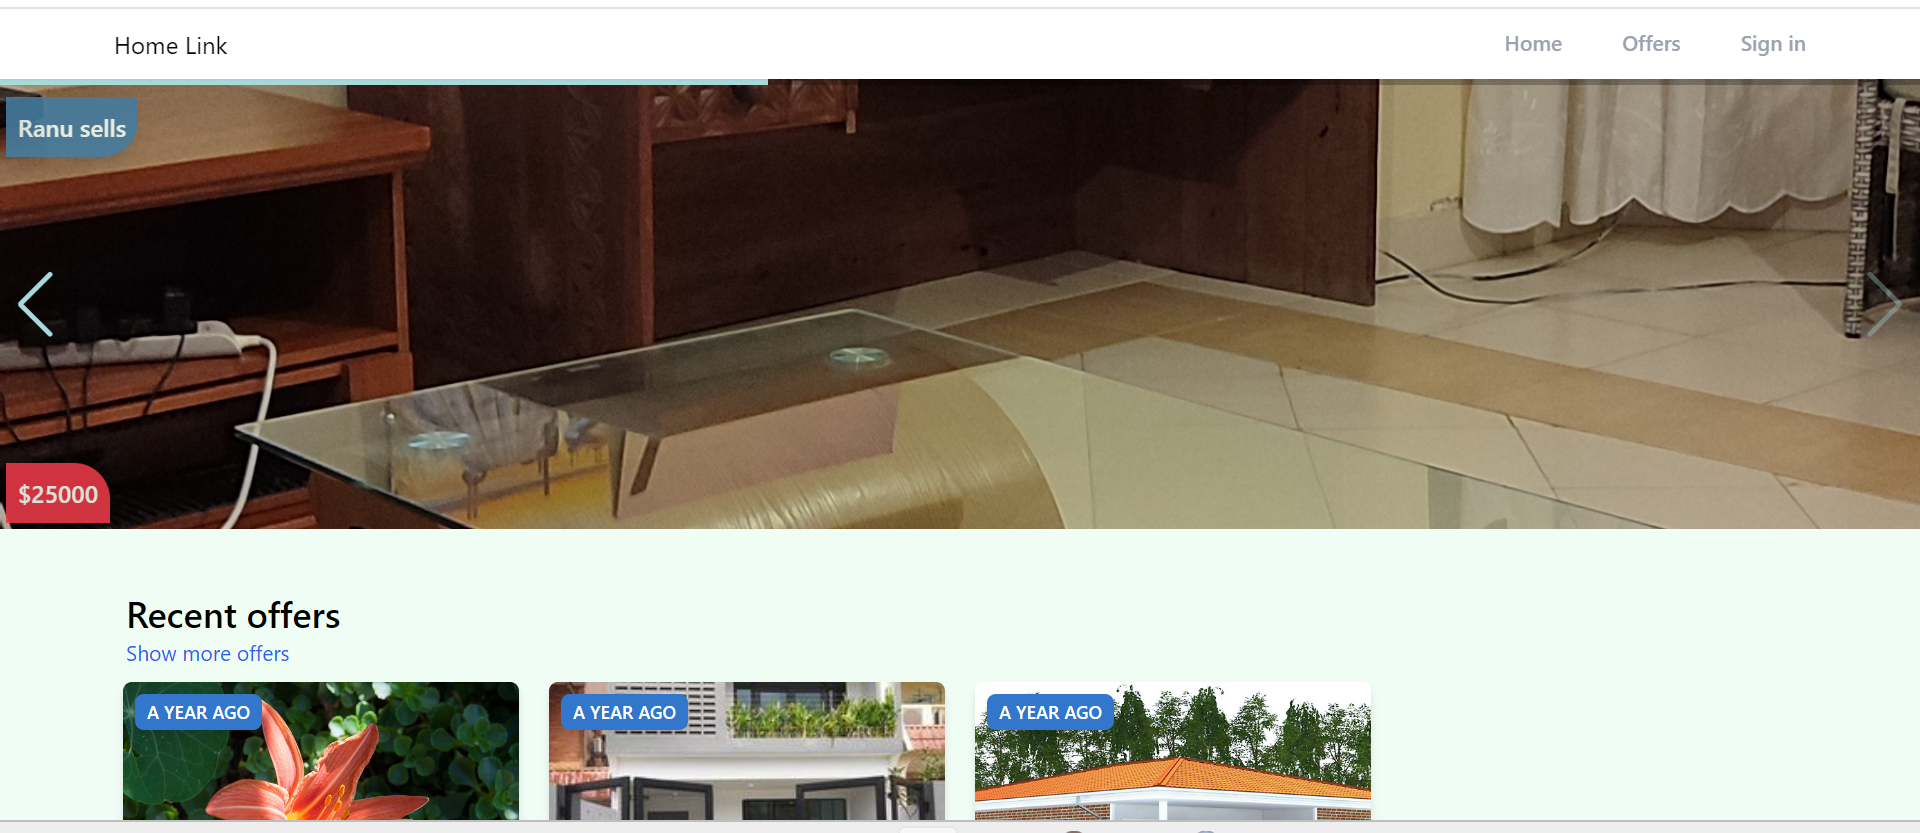 Home Link
Home
Offers
Sign in
Ranu sells
$25000
Recent offers
Show more offers
A YEAR AGO
A YEAR AGO
A YEAR AGO